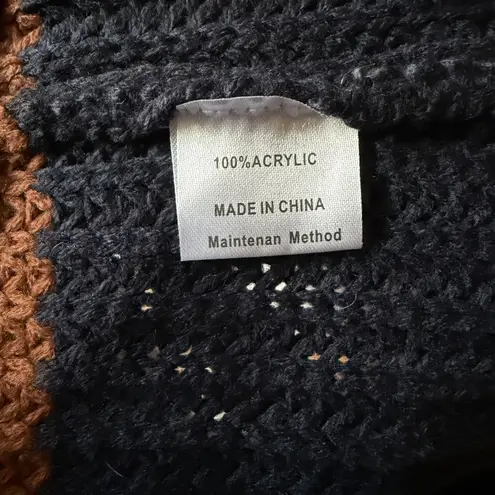 100%ACRYLIC
MADE IN CHINA
Maintenan Method